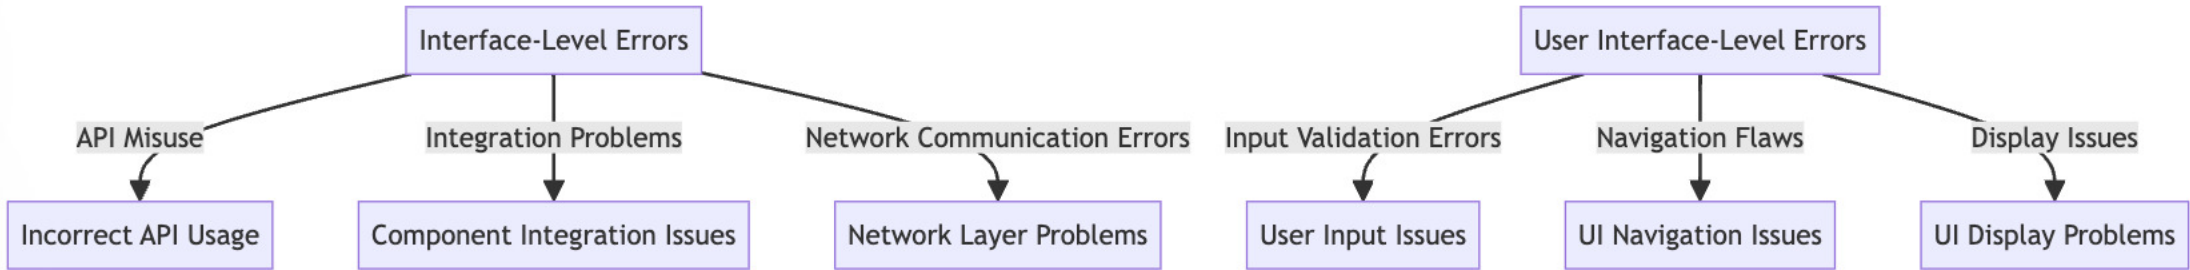 Interface-Level Errors
User Interface-Level Errors
API Misuse
Integration Problems
Network Communication Errors
Input Validation Errors
Navigation Flaws
Display Issues
Incorrect API Usage
Component Integration Issues
Network Layer Problems
User Input Issues
UI Navigation Issues
UI Display Problems